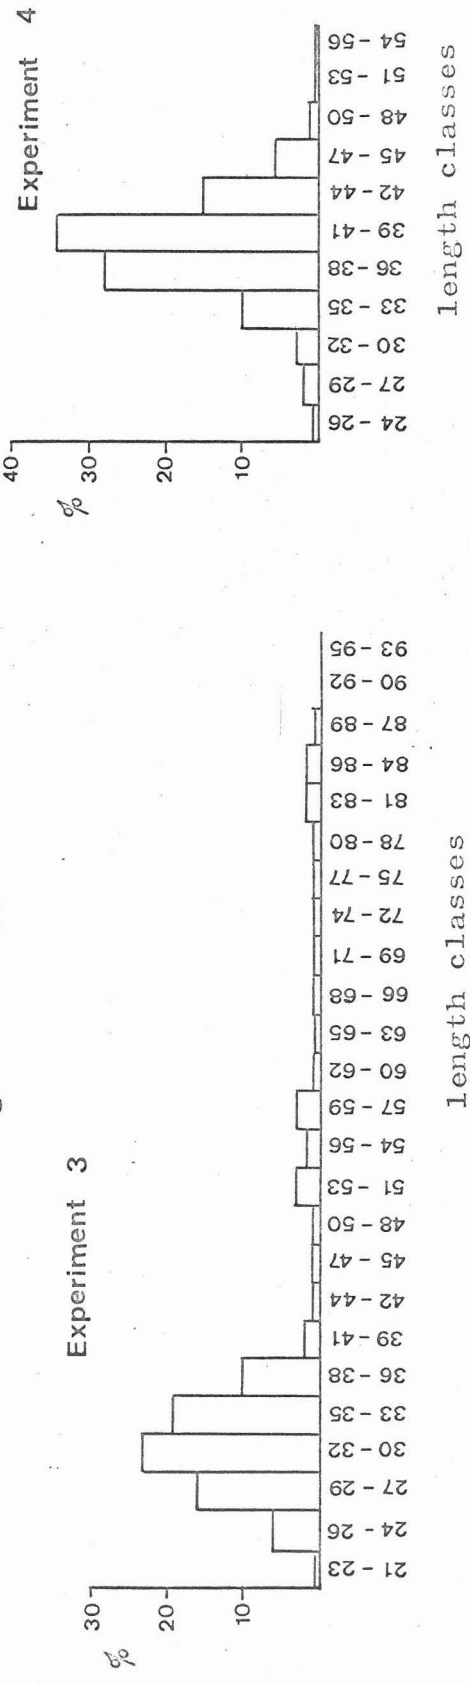 Experiment 3
30
%
10
20
21 - 23
24 - 26
27 - 29
30 - 32
33 - 35
36 - 38
39 - 41
42 - 44
45 - 47
48 - 50
51 - 53
54 - 56
57 - 59
60 - 62
63 - 65
66 - 68
69 - 71
72 - 74
75 - 77
78 - 80
81 - 83
84 - 86
87 - 89
90 - 92
93 - 95
length classes
Experiment 4
40
30
%
20
10
24 - 26
27 - 29
30 - 32
33 - 35
36 - 38
39 - 41
42 - 44
45 - 47
48 - 50
51 - 53
54 - 56
length classes